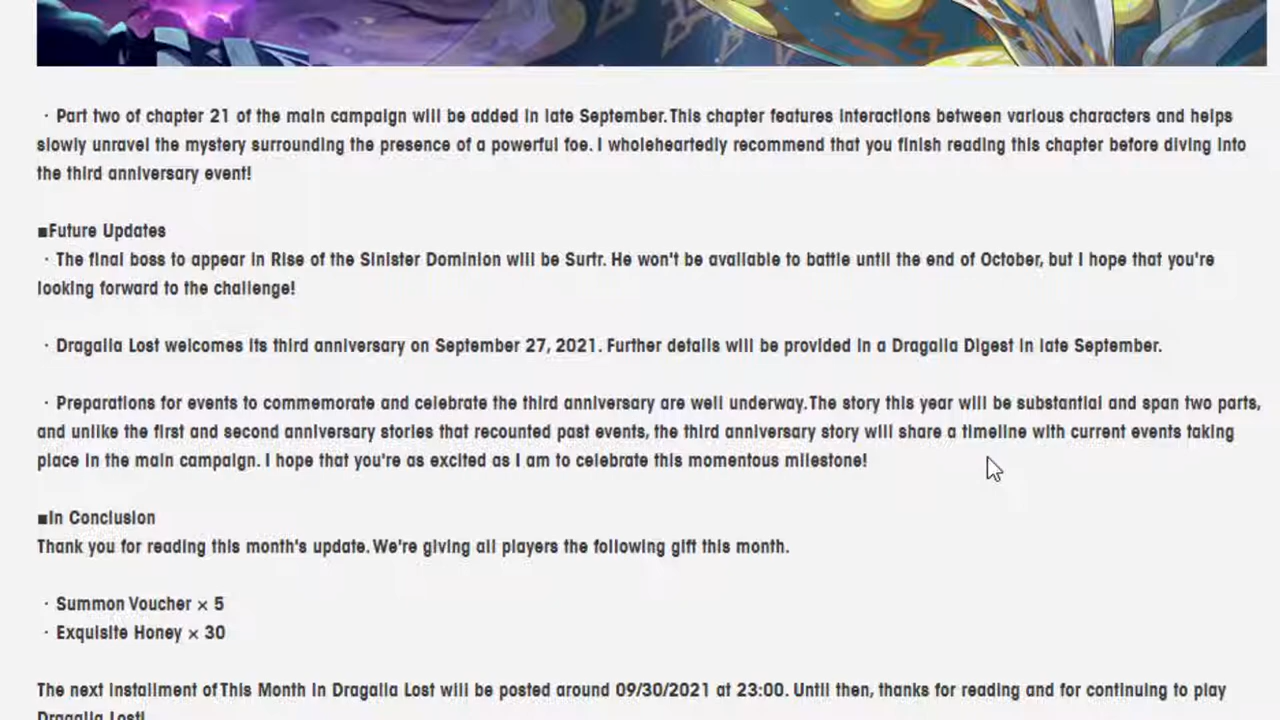 · Part two of chapter 21 of the main campaign will be added in late September. This chapter features interactions between various characters and helps
slowly unravel the mystery surrounding the presence of a powerful foe. I wholeheartedly recommend that you finish reading this chapter before diving into
the third anniversary event!
■Future Updates
· The final boss to appear in Rise of the Sinister Dominion will be Surtr. He won't be available to battle until the end of October, but I hope that you're
looking forward to the challenge!
· Dragalia Lost welcomes its third anniversary on September 27, 2021. Further details will be provided in a Dragalia Digest in late September.
· Preparations for events to commemorate and celebrate the third anniversary are well underway. The story this year will be substantial and span two parts,
and unlike the first and second anniversary stories that recounted past events, the third anniversary story will share a timeline with current events taking
place in the main campaign. I hope that you're as excited as I am to celebrate this momentous milestone!
■In Conclusion
Thank you for reading this month's update. We're giving all players the following gift this month.
· Summon Voucher × 5
· Exquisite Honey × 30
The next installment of This Month in Dragalia Lost will be posted around 09/30/2021 at 23:00. Until then, thanks for reading and for continuing to play
Dragalia Lost!